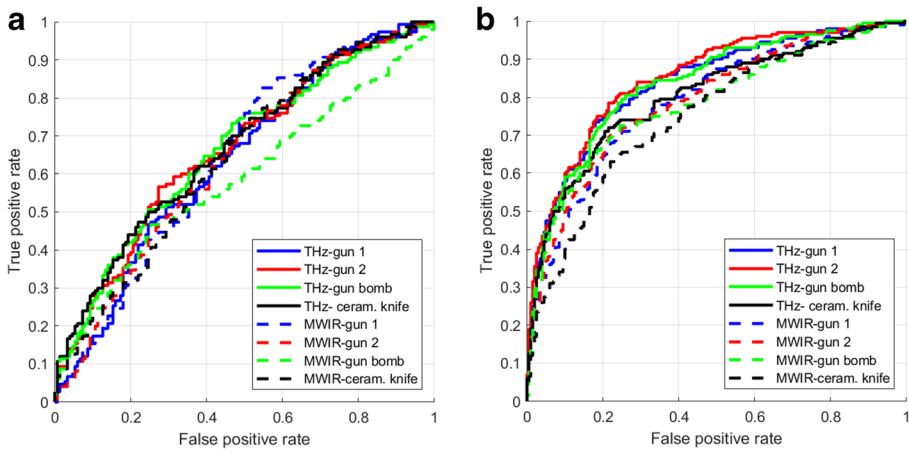 a
1
0.9
0.8
0.7
0.6
0.5
0.4
0.3
0.2
0.1
0
True positive rate
THz-gun 1
THz-gun 2
THz-gun bomb
THz- ceram. knife
MWIR-gun 1
MWIR-gun 2
MWIR-gun bomb
MWIR-ceram. knife
0 0.2 0.4 0.6 0.8 1
False positive rate
b
1
0.9
0.8
0.7
0.6
0.5
0.4
0.3
0.2
0.1
0
True positive rate
THz-gun 1
THz-gun 2
THz-gun bomb
THz- ceram. knife
MWIR-gun 1
MWIR-gun 2
MWIR-gun bomb
MWIR-ceram. knife
0 0.2 0.4 0.6 0.8 1
False positive rate